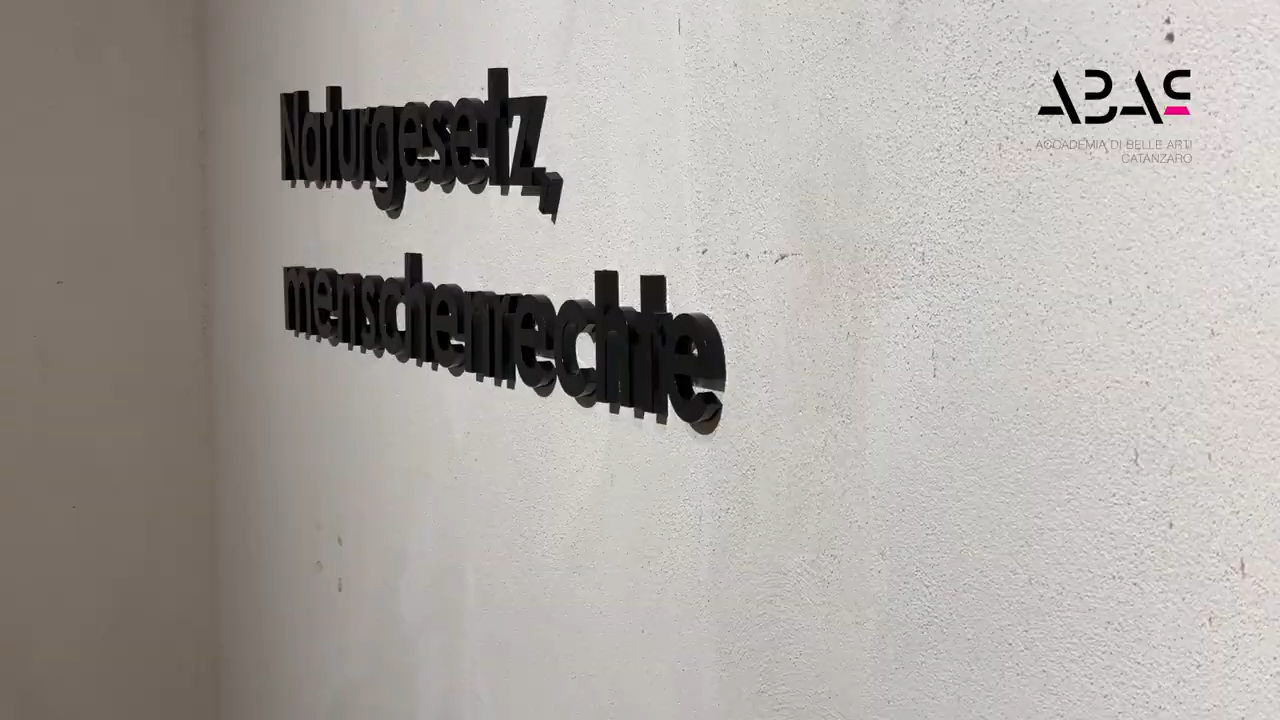 Naturgesetz,
menschenrechte
ABAC
ACCADEMIA DI BELLE ARTI
CATANZARO